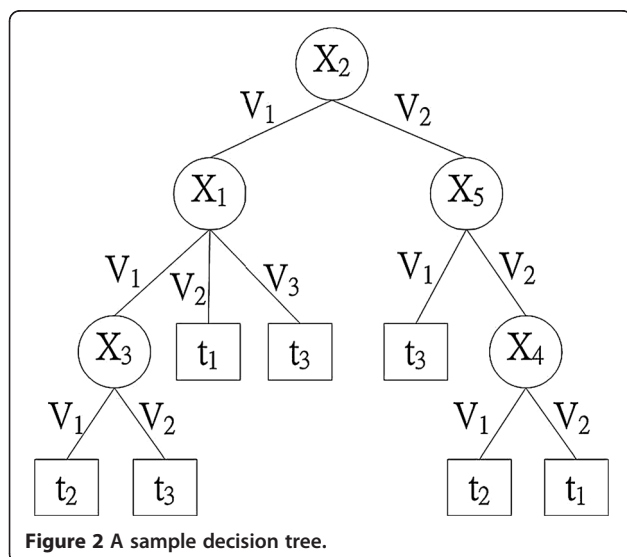 X₂
V₁ V₂
X₁ X₅
V₁ V₂ V₃ V₁ V₂
X₃ t₁ t₃ t₃ X₄
V₁ V₂ V₁ V₂
t₂ t₃ t₂ t₁
Figure 2 A sample decision tree.